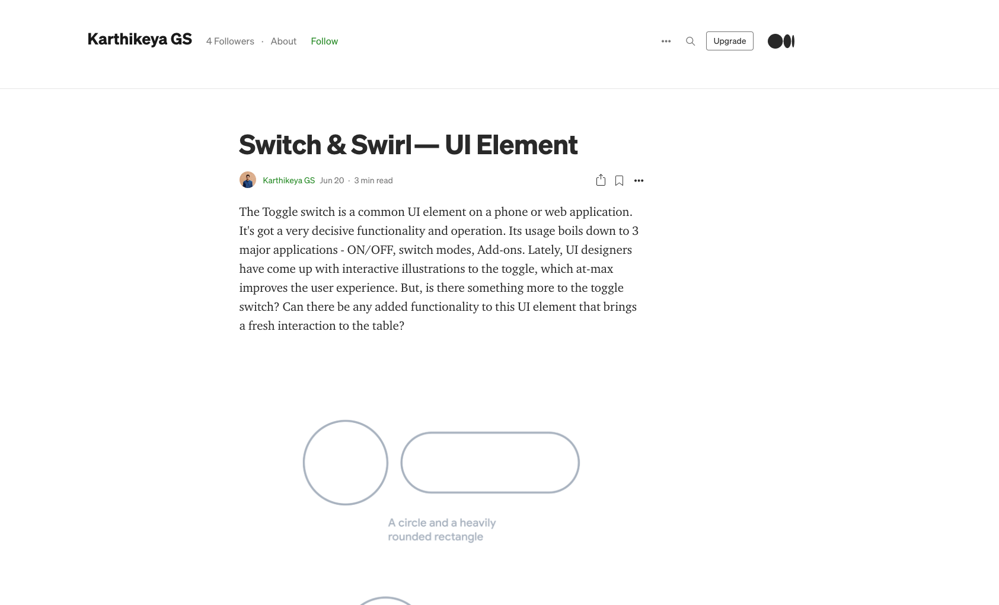 Karthikeya GS 4 Followers · About Follow Upgrade
Switch & Swirl — UI Element
Karthikeya GS Jun 20 · 3 min read
The Toggle switch is a common UI element on a phone or web application.
It's got a very decisive functionality and operation. Its usage boils down to 3
major applications - ON/OFF, switch modes, Add-ons. Lately, UI designers
have come up with interactive illustrations to the toggle, which at-max
improves the user experience. But, is there something more to the toggle
switch? Can there be any added functionality to this UI element that brings
a fresh interaction to the table?
A circle and a heavily
rounded rectangle